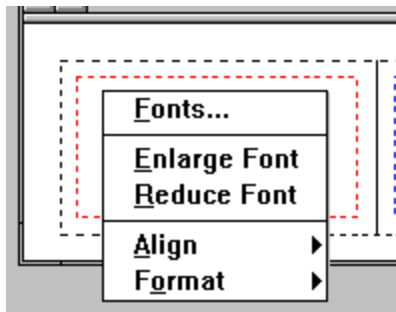 Fonts...
Enlarge Font
Reduce Font
Align
Format